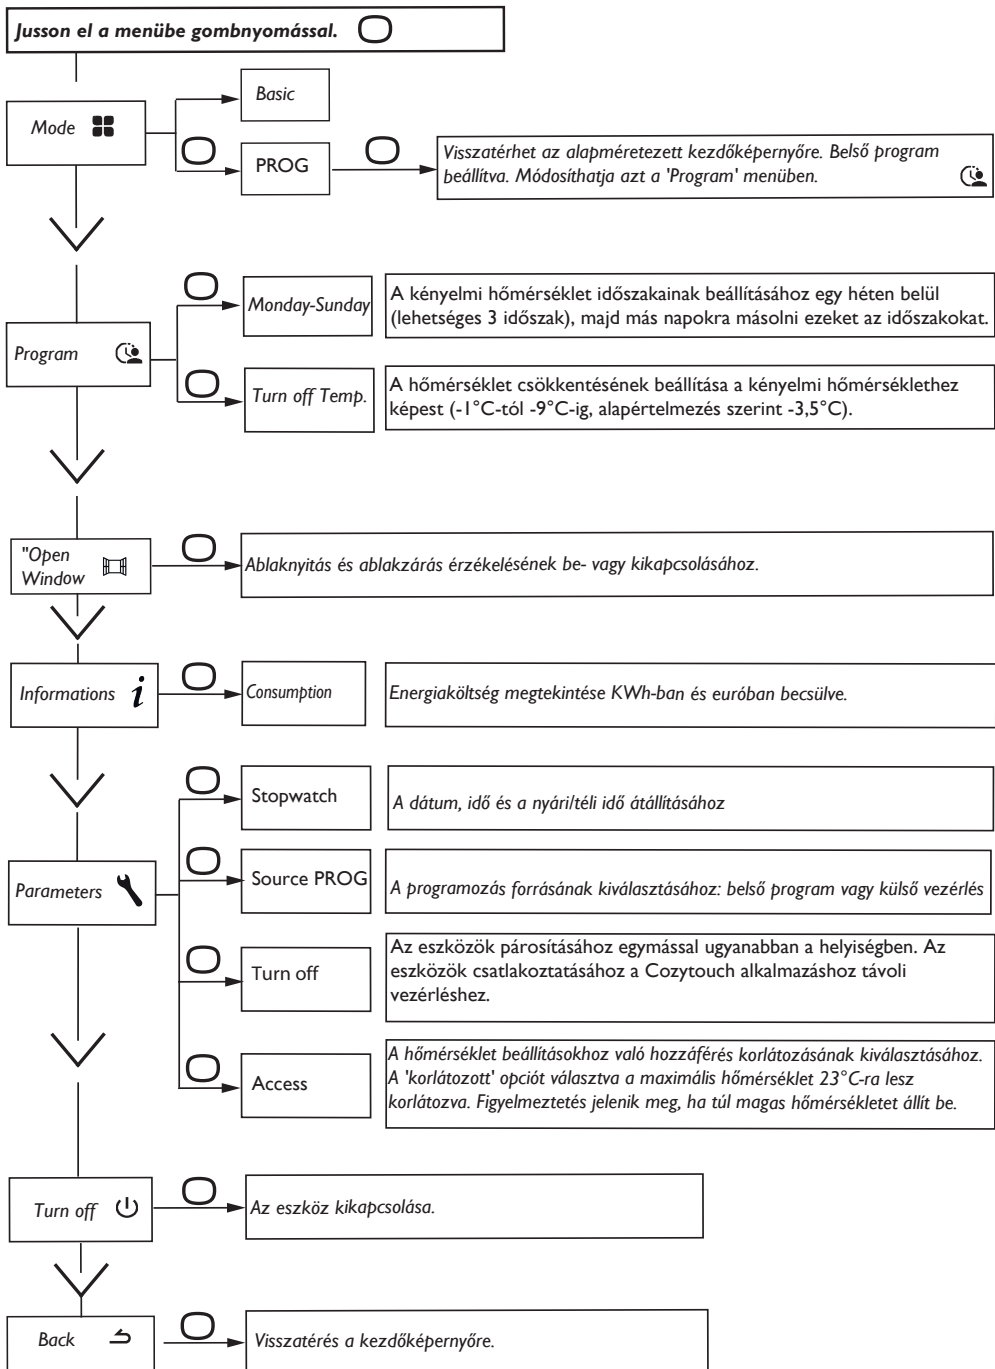 Jusson el a menübe gombnyomással.
Mode
Basic
PROG
Visszatérhet az alapméretezett kezdőképernyőre. Belső program
beállítva. Módosíthatja azt a 'Program' menüben.
Program
Monday-Sunday
A kényelmi hőmérséklet időszakainak beállításához egy héten belül
(lehetséges 3 időszak), majd más napokra másolni ezeket az időszakokat.
Turn off Temp.
A hőmérséklet csökkentésének beállítása a kényelmi hőmérséklethez
képest (-1°C-tól -9°C-ig, alapértelmezés szerint -3,5°C).
"Open
Window
Ablaknyitás és ablakzárás érzékelésének be- vagy kikapcsolásához.
Informations i
Consumption
Energiaköltség megtekintése KWh-ban és euróban becsülve.
Parameters
Stopwatch
A dátum, idő és a nyári/téli idő átállításához
Source PROG
A programozás forrásának kiválasztásához: belső program vagy külső vezérlés
Turn off
Az eszközök párosításához egymással ugyanabban a helyiségben. Az
eszközök csatlakoztatásához a Cozytouch alkalmazáshoz távoli
vezérléshez.
Access
A hőmérséklet beállításokhoz való hozzáférés korlátozásának kiválasztásához.
A 'korlátozott' opciót választva a maximális hőmérséklet 23°C-ra lesz
korlátozva. Figyelmeztetés jelenik meg, ha túl magas hőmérsékletet állít be.
Turn off
Az eszköz kikapcsolása.
Back
Visszatérés a kezdőképernyőre.